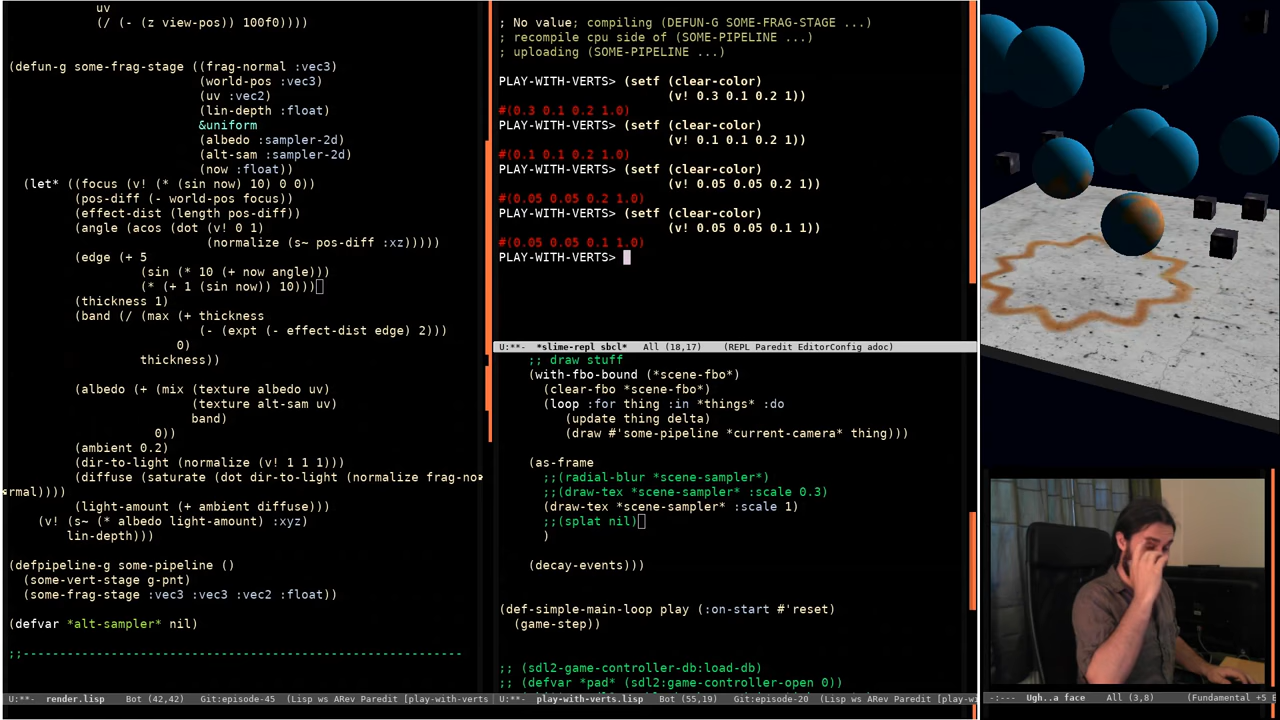 uv
(/ (- (z view-pos)) 100f0))))
(defun-g some-frag-stage ((frag-normal :vec3)
(world-pos :vec3)
(uv :vec2)
(lin-depth :float)
&uniform
(albedo :sampler-2d)
(alt-sam :sampler-2d)
(now :float))
(let* ((focus (v! (* (sin now) 10) 0 0))
(pos-diff (- world-pos focus))
(effect-dist (length pos-diff))
(angle (acos (dot (v! 0 1)
(normalize (s~ pos-diff :xz)))))
(edge (+ 5
(sin (* 10 (+ now angle)))
(* (+ 1 (sin now)) 10)))
(thickness 1)
(band (/ (max (+ thickness
(- (expt (- effect-dist edge) 2)))
0)
thickness))
(albedo (+ (mix (texture albedo uv)
(texture alt-sam uv)
band)
0))
(ambient 0.2)
(dir-to-light (normalize (v! 1 1 1)))
(diffuse (saturate (dot dir-to-light (normalize frag-no
rmal))))
(light-amount (+ ambient diffuse)))
(v! (s~ (* albedo light-amount) :xyz)
lin-depth)))
(defpipeline-g some-pipeline ()
(some-vert-stage g-pnt)
(some-frag-stage :vec3 :vec3 :vec2 :float))
(defvar *alt-sampler* nil)
;;--------------------------------------------------------------
U:**- render.lisp Bot (42,42) Git:episode-45 (Lisp ws ARev Paredit [play-with-verts
; No value; compiling (DEFUN-G SOME-FRAG-STAGE ...)
; recompile cpu side of (SOME-PIPELINE ...)
; uploading (SOME-PIPELINE ...)
PLAY-WITH-VERTS> (setf (clear-color)
(v! 0.3 0.1 0.2 1))
#(0.3 0.1 0.2 1.0)
PLAY-WITH-VERTS> (setf (clear-color)
(v! 0.1 0.1 0.2 1))
#(0.1 0.1 0.2 1.0)
PLAY-WITH-VERTS> (setf (clear-color)
(v! 0.05 0.05 0.2 1))
#(0.05 0.05 0.2 1.0)
PLAY-WITH-VERTS> (setf (clear-color)
(v! 0.05 0.05 0.1 1))
#(0.05 0.05 0.1 1.0)
PLAY-WITH-VERTS>
U:**- *slime-repl sbcl* All (18,17) (REPL Paredit EditorConfig adoc)
;; draw stuff
(with-fbo-bound (*scene-fbo*)
(clear-fbo *scene-fbo*)
(loop :for thing :in *things* :do
(update thing delta)
(draw #'some-pipeline *current-camera* thing)))
(as-frame
;;(radial-blur *scene-sampler*)
;;(draw-tex *scene-sampler* :scale 0.3)
(draw-tex *scene-sampler* :scale 1)
;;(splat nil)
)
(decay-events)))
(def-simple-main-loop play (:on-start #'reset)
(game-step))
;; (sdl2-game-controller-db:load-db)
;; (defvar *pad* (sdl2:game-controller-open 0))
U:**- play-with-verts.lisp Bot (55,19) Git:episode-20 (Lisp ws ARev Paredit [play-wi
-:--- Ugh..a face All (3,8) (Fundamental +5 E